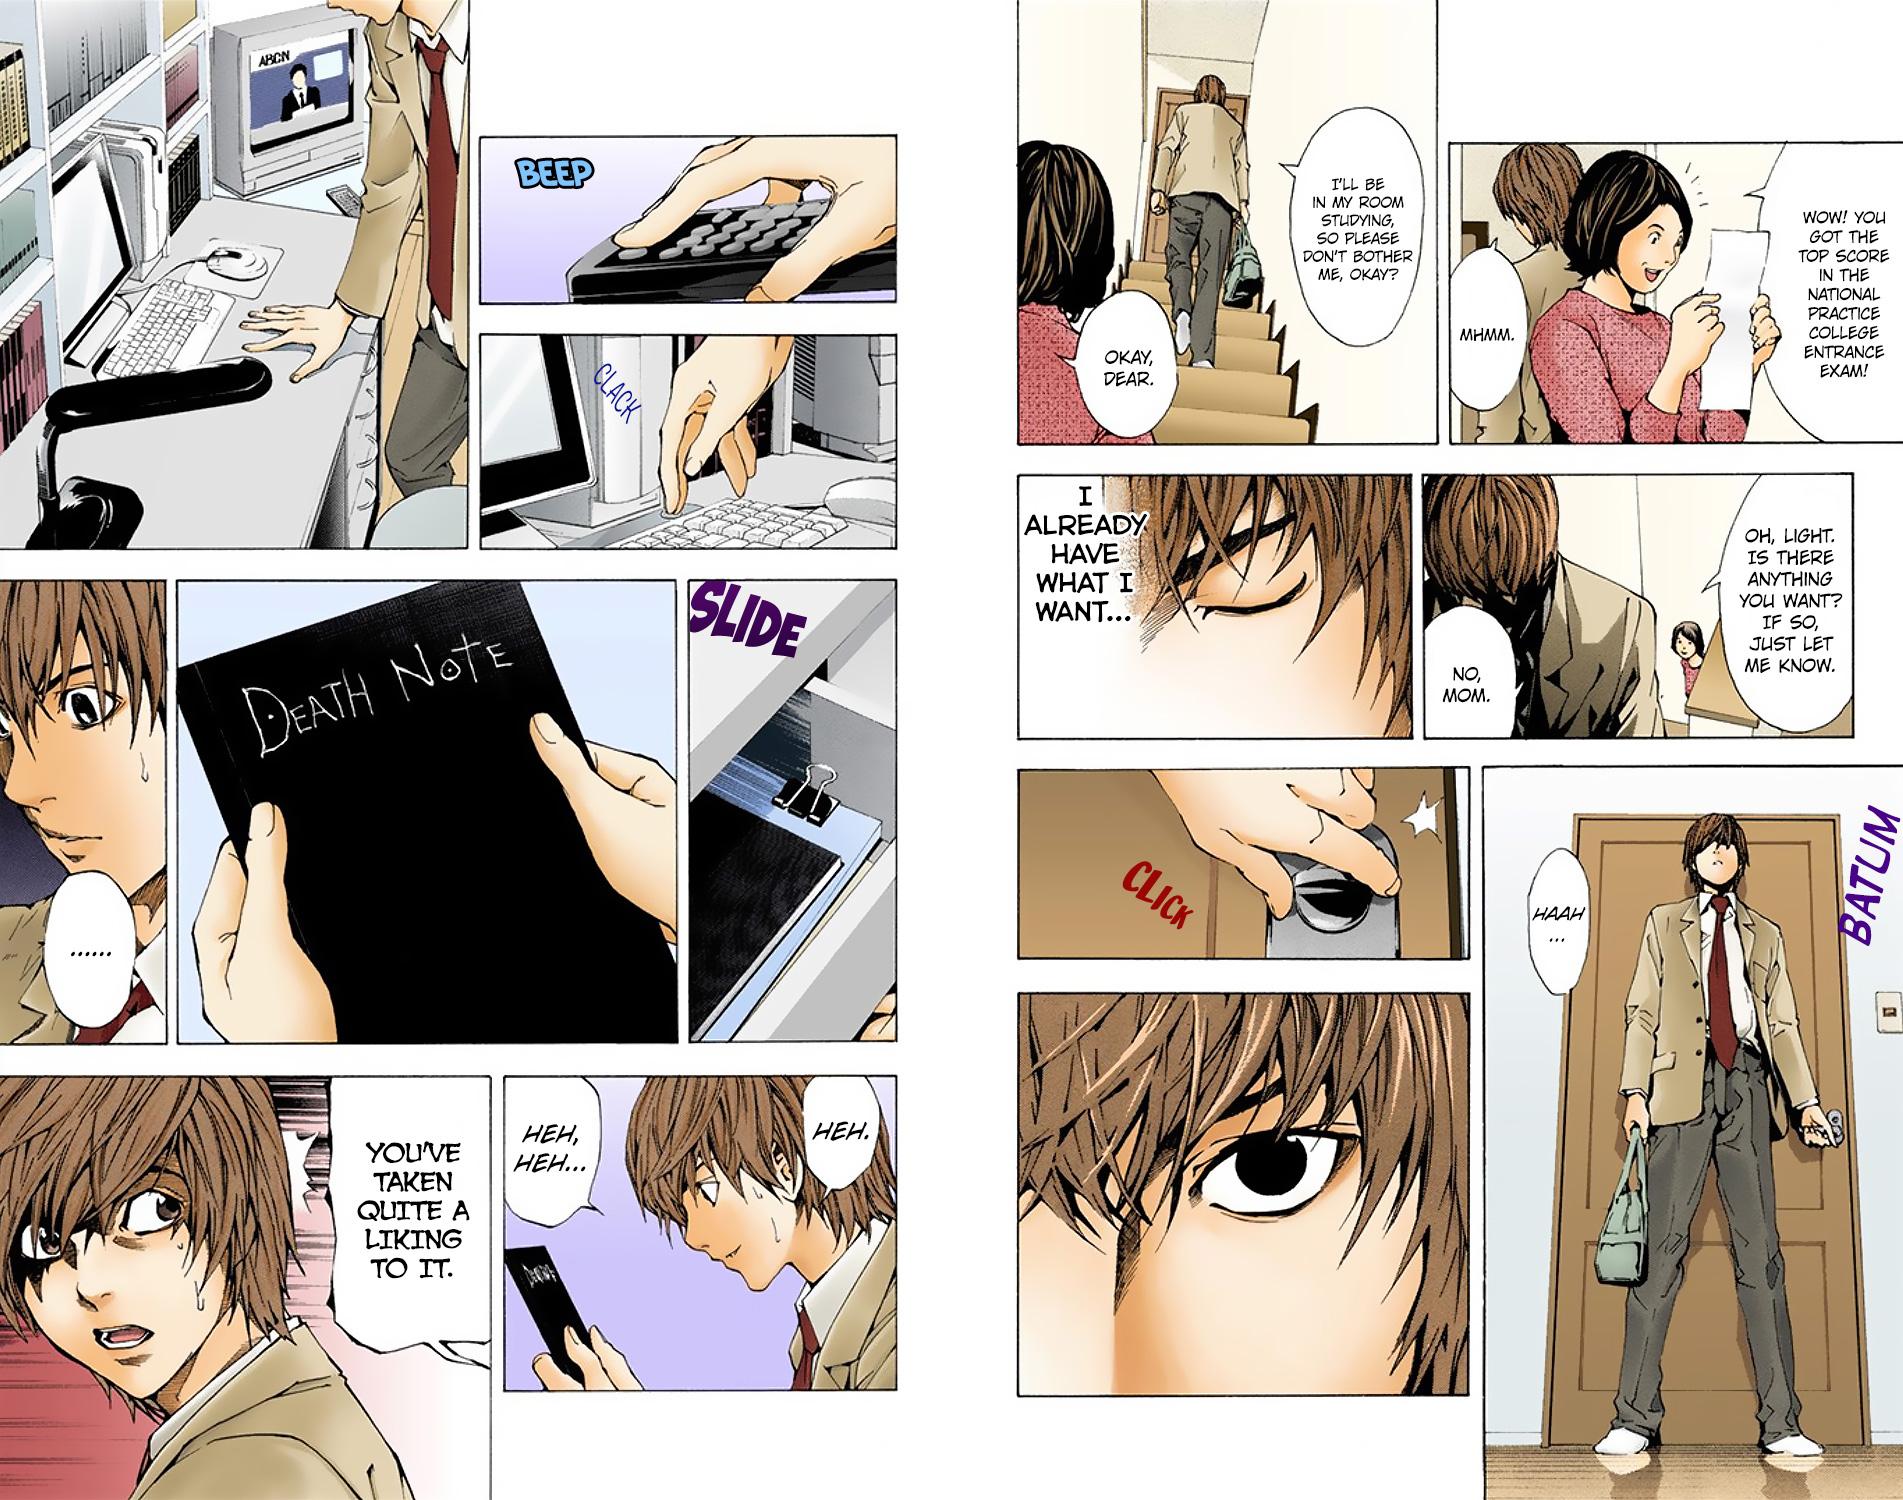 WOW! YOU
GOT THE
TOP SCORE
IN THE
NATIONAL
PRACTICE
COLLEGE
ENTRANCE
EXAM!
MHMM.
I'LL BE
IN MY ROOM
STUDYING,
SO PLEASE
DON'T BOTHER
ME, OKAY?
OKAY,
DEAR.
OH, LIGHT.
IS THERE
ANYTHING
YOU WANT?
IF SO,
JUST LET
ME KNOW.
NO,
MOM.
I
ALREADY
HAVE
WHAT I
WANT...
BATUM
HAAH
...
CLICK
BEEP
CLACK
ABCN
SLIDE
DEATH NOTE
......
HEH.
HEH,
HEH...
DEATH NOTE
YOU'VE
TAKEN
QUITE A
LIKING
TO IT.